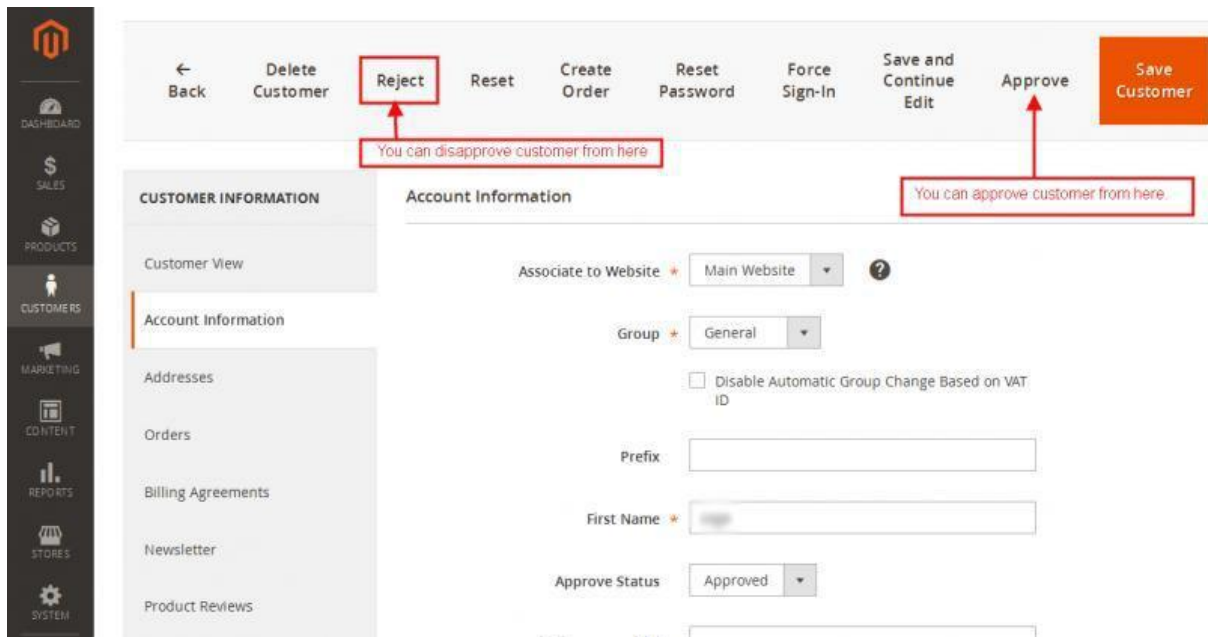 ←
Back
Delete
Customer
Reject
Reset
Create
Order
Reset
Password
Force
Sign-In
Save and
Continue
Edit
Approve
Save
Customer
You can disapprove customer from here
You can approve customer from here.
DASHBOARD
$
SALES
PRODUCTS
CUSTOMERS
MARKETING
CONTENT
REPORTS
STORES
SYSTEM
CUSTOMER INFORMATION
Customer View
Account Information
Addresses
Orders
Billing Agreements
Newsletter
Product Reviews
Account Information
Associate to Website * Main Website ?
Group * General
Disable Automatic Group Change Based on VAT
ID
Prefix
First Name *
Approve Status Approved